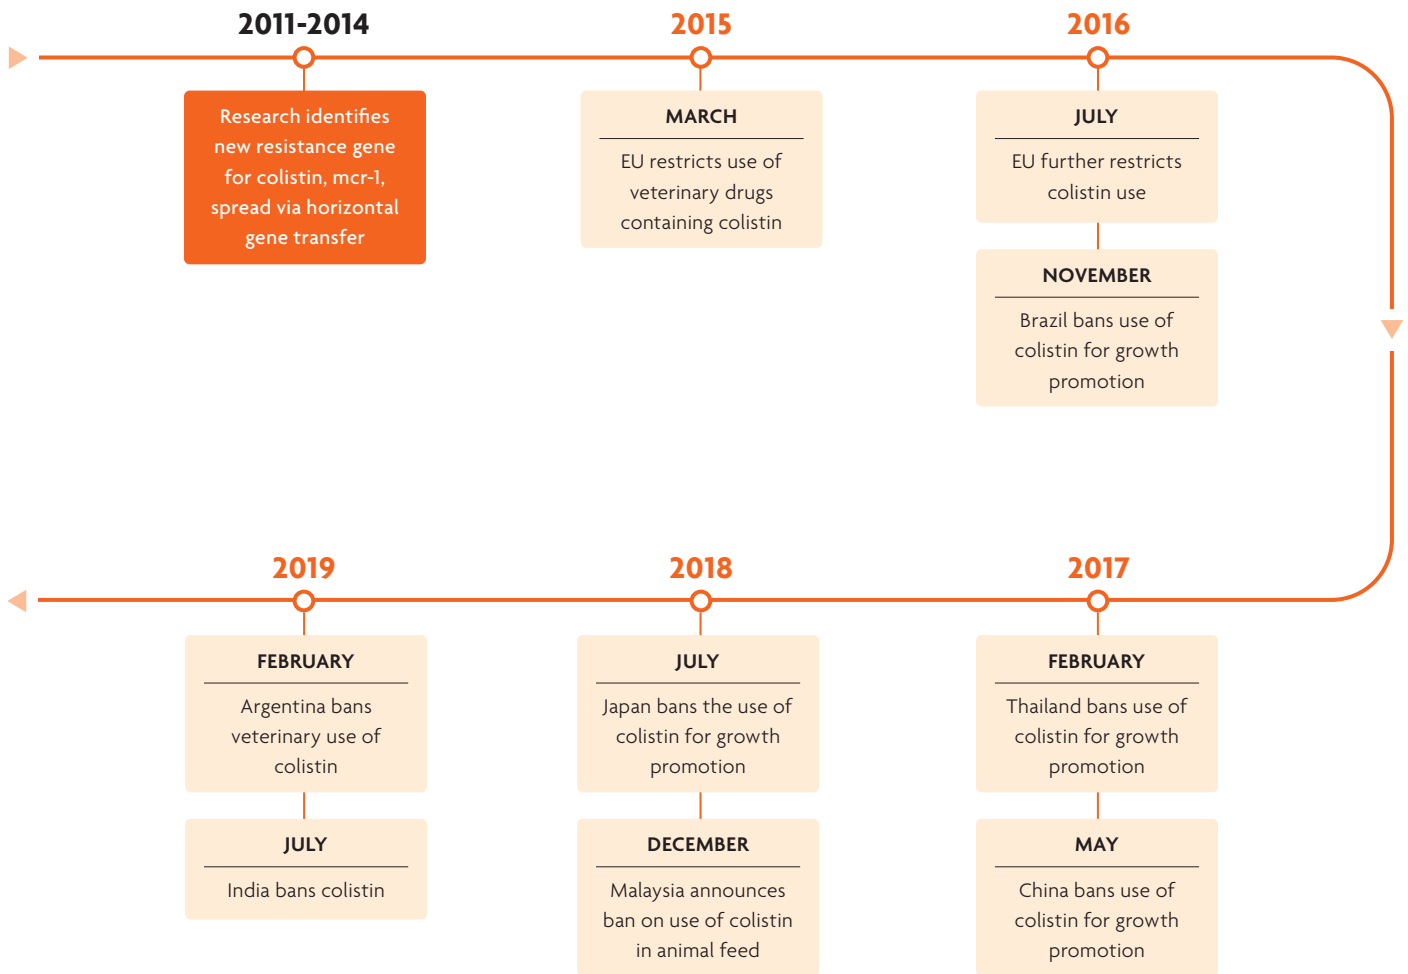 2011-2014
Research identifies
new resistance gene
for colistin, mcr-1,
spread via horizontal
gene transfer
2015
MARCH
EU restricts use of
veterinary drugs
containing colistin
2016
JULY
EU further restricts
colistin use
NOVEMBER
Brazil bans use of
colistin for growth
promotion
2017
FEBRUARY
Thailand bans use of
colistin for growth
promotion
MAY
China bans use of
colistin for growth
promotion
2018
JULY
Japan bans the use of
colistin for growth
promotion
DECEMBER
Malaysia announces
ban on use of colistin
in animal feed
2019
FEBRUARY
Argentina bans
veterinary use of
colistin
JULY
India bans colistin